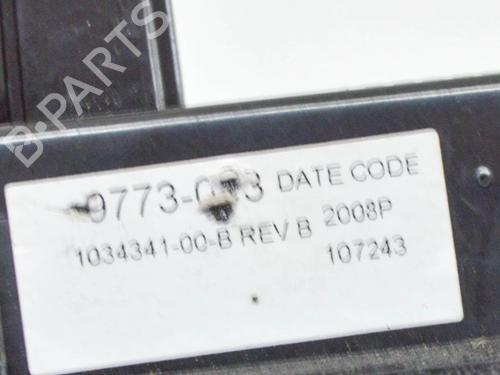 B-PARTS
DATE CODE
1034341-00-B REV B 2008P
107243